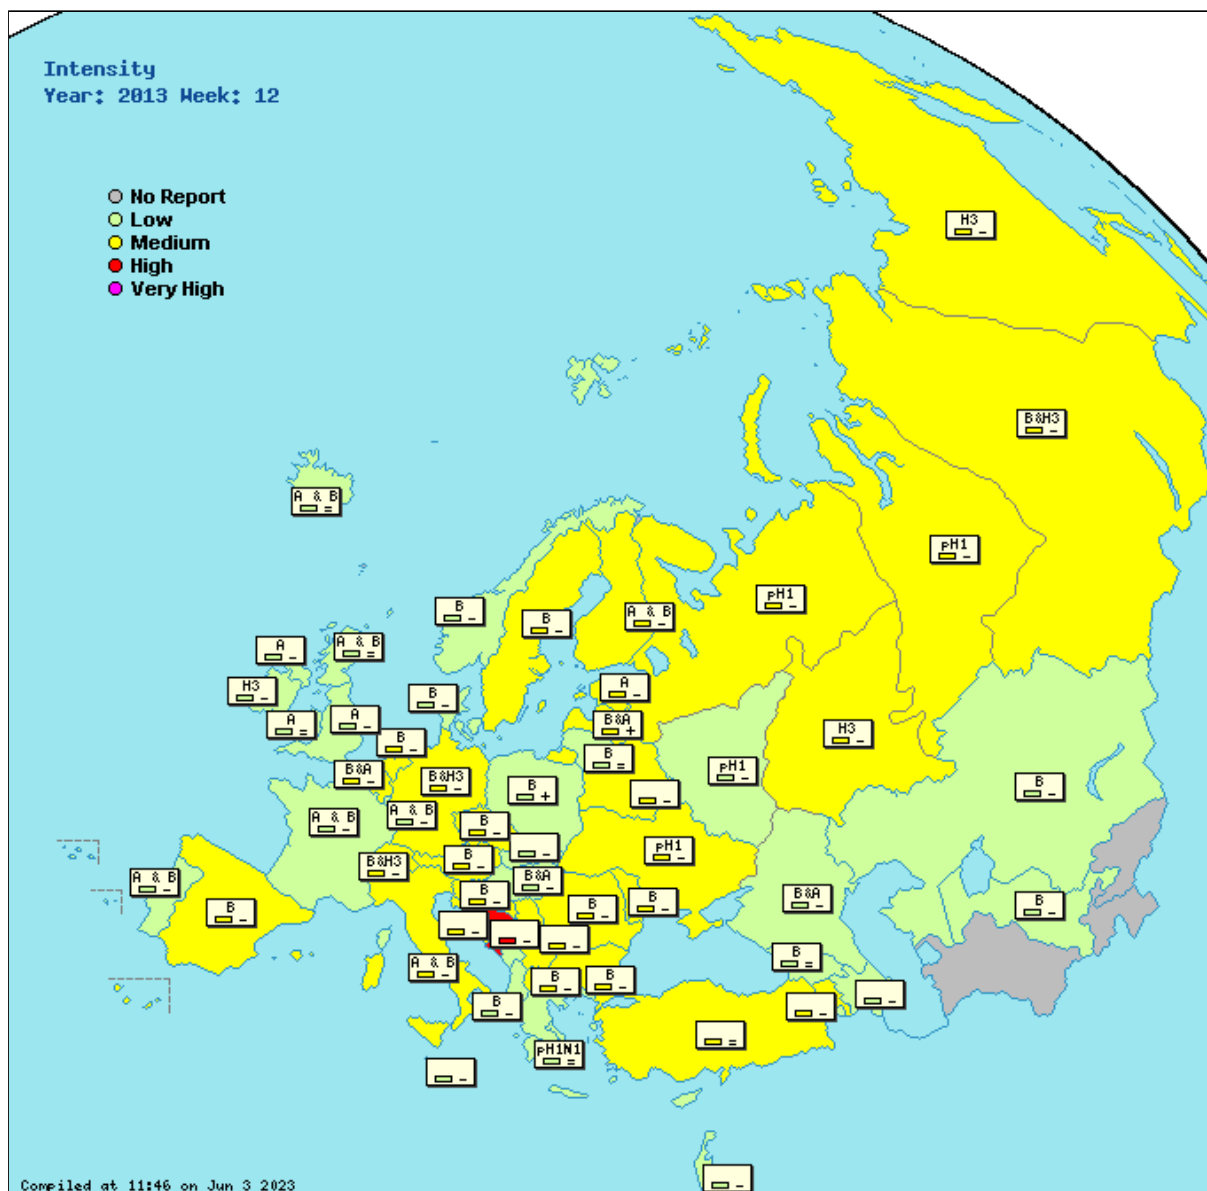 Intensity
Year: 2013 Week: 12
No Report
Low
Medium
High
Very High
H3
-
B&H3
-
A & B
=
pH1
-
pH1
-
B
-
B
-
A & B
-
A
-
A & B
=
H3
-
A
-
B
-
A
=
A
-
B&A
+
B
-
B
=
H3
-
B&A
-
B&H3
-
pH1
-
B
+
-
B
-
A & B
-
A & B
-
B
-
-
pH1
-
B&H3
-
B
-
A & B
-
B&A
-
B
-
B
-
B
-
B
-
B&A
-
B
-
-
-
-
A & B
-
B
=
B
-
B
-
-
B
-
-
=
pH1N1
=
-
-
Compiled at 11:46 on Jun 3 2023